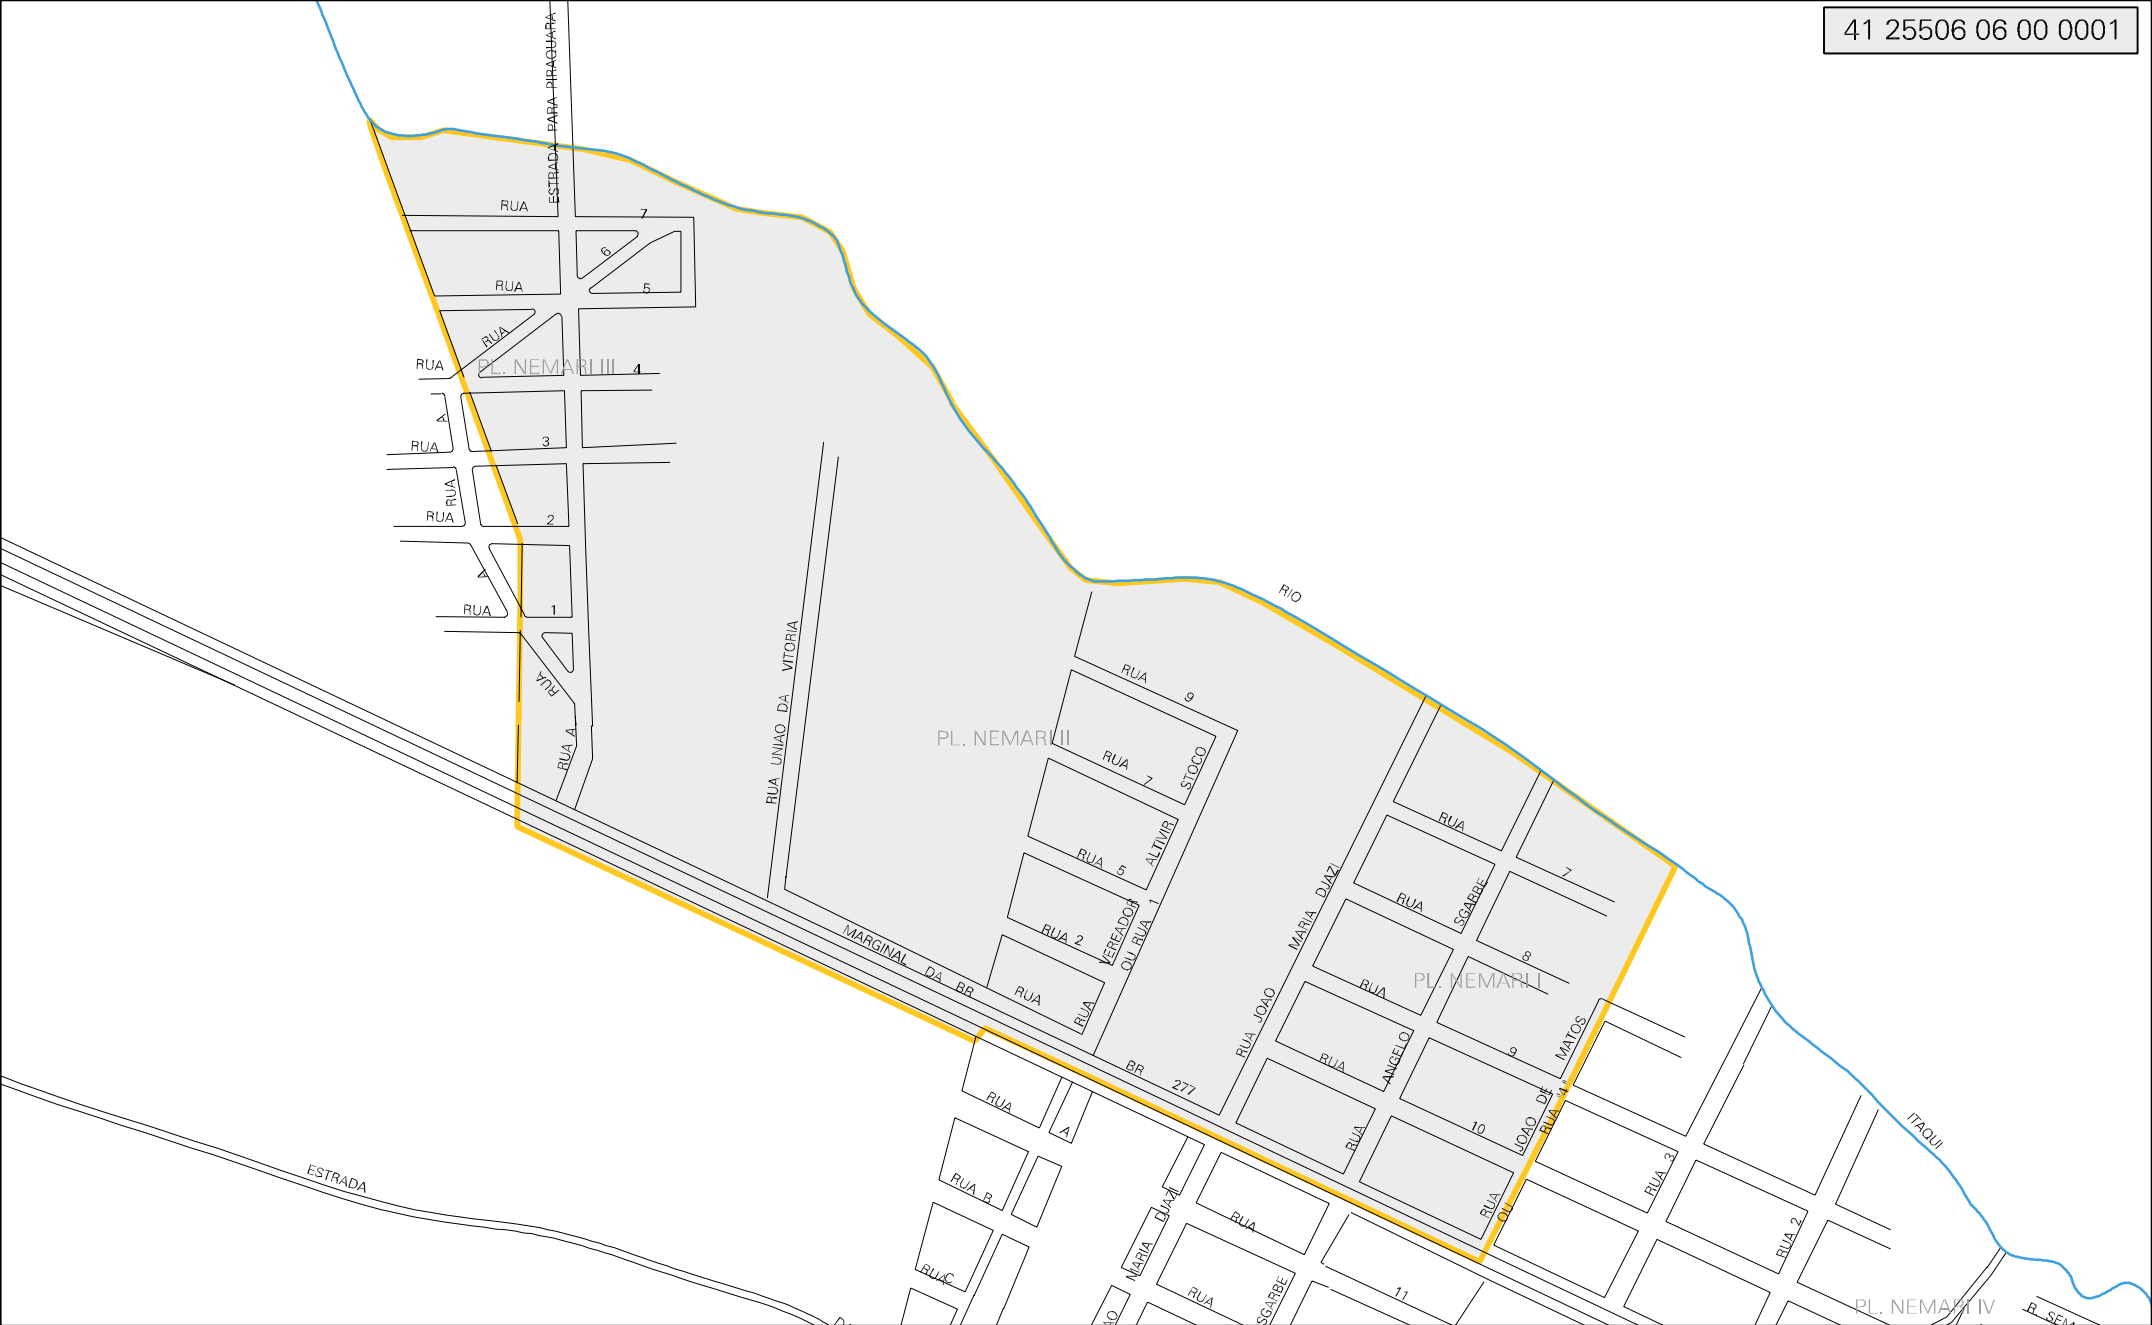 41 25506 06 00 0001
ESTRADA PARA PIRAQUARA
RUA 7
6
RUA 5
RUA
PL. NEMARI III
RUA 4
A
RUA 3
RUA
RUA 2
A
RUA 1
RUA
RUA A
RUA UNIAO DA VITORIA
RIO
RUA 9
PL. NEMARI II
RUA 7
STOCO
ALTIVIR
RUA 5
VEREADOR
RUA 2
OU RUA 1
RUA
RUA
MARGINAL DA BR
BR 277
RUA JOAO MARIA DJAZI
RUA 7
SGARBE
RUA 8
PL. NEMARI I
RUA 9
ANGELO
RUA 10
RUA
MATOS
JOAO DE
RUA "4"
RUA
OU
RUA 3
RUA 2
ITAQUI
PL. NEMARI IV
R. SEM
ESTRADA
RUA A
RUA B
RUA C
MARIA DJAZI
RUA
RUA 11
SGARBE